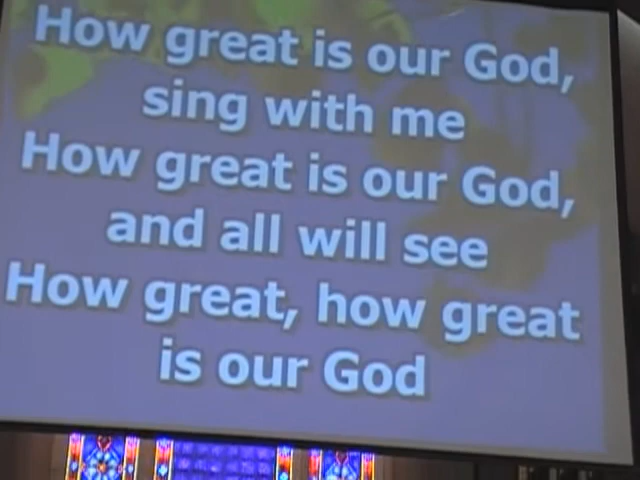 How great is our God,
sing with me
How great is our God,
and all will see
How great, how great
is our God